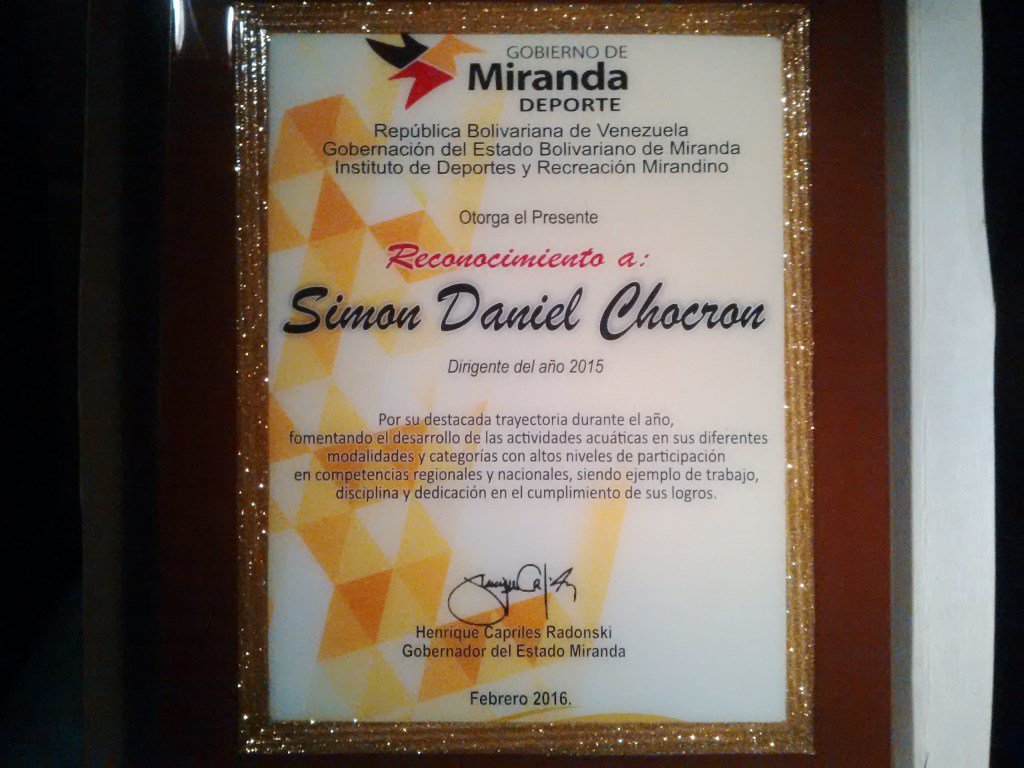 GOBIERNO DE
Miranda
DEPORTE
República Bolivariana de Venezuela
Gobernación del Estado Bolivariano de Miranda
Instituto de Deportes y Recreación Mirandino
Otorga el Presente
Reconocimiento a:
Simon Daniel Chocron
Dirigente del año 2015
Por su destacada trayectoria durante el año,
fomentando el desarrollo de las actividades acuáticas en sus diferentes
modalidades y categorías con altos niveles de participación
en competencias regionales y nacionales, siendo ejemplo de trabajo,
disciplina y dedicación en el cumplimiento de sus logros.
Henrique Capriles Radonski
Gobernador del Estado Miranda
Febrero 2016.